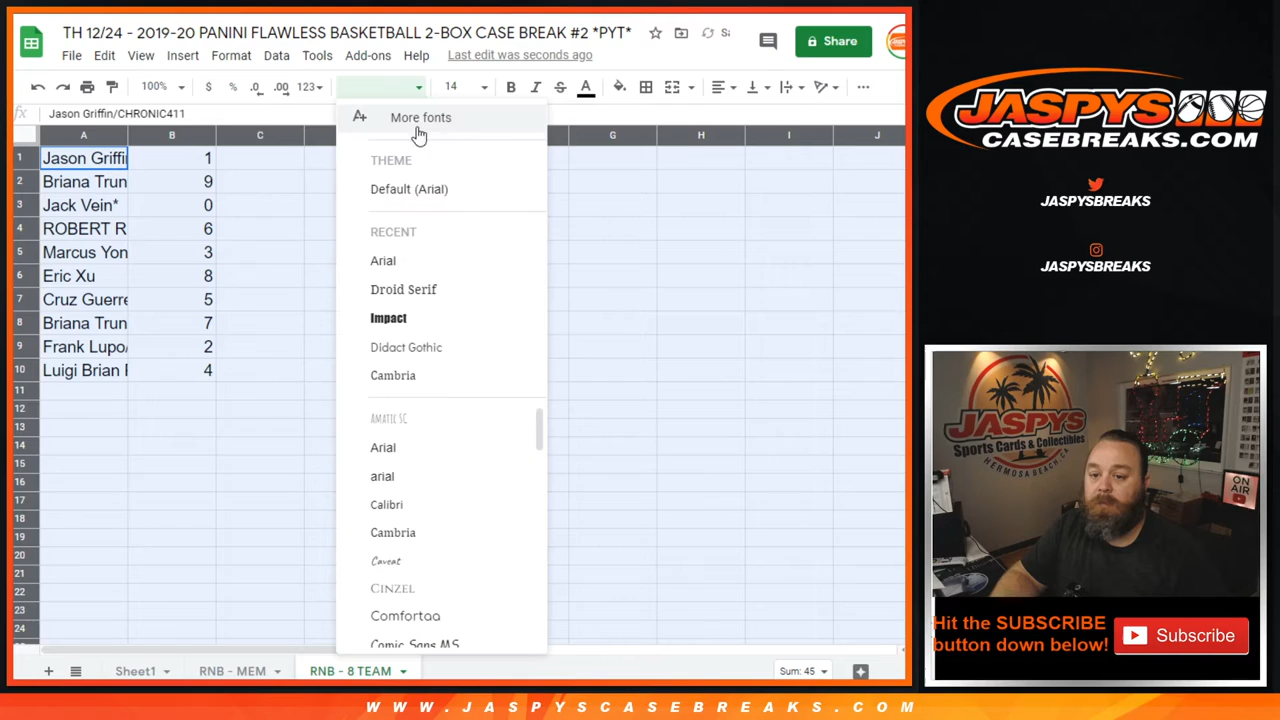 TH 12/24 - 2019-20 PANINI FLAWLESS BASKETBALL 2-BOX CASE BREAK #2 *PYT*
File Edit View Insert Format Data Tools Add-ons Help Last edit was seconds ago
Share
100% $ % .0 .00 123 14 B I S A
fx Jason Griffin/CHRONIC411
A B C G H I J
1 Jason Griffi 1
2 Briana Trun 9
3 Jack Vein* 0
4 ROBERT R 6
5 Marcus Yon 3
6 Eric Xu 8
7 Cruz Guerre 5
8 Briana Trun 7
9 Frank Lupo/ 2
10 Luigi Brian 4
11
12
13
14
15
16
17
18
19
20
21
22
23
24
More fonts
THEME
Default (Arial)
RECENT
Arial
Droid Serif
Impact
Didact Gothic
Cambria
AMATIC SC
Arial
arial
Calibri
Cambria
Caveat
CINZEL
Comfortaa
Comic Sans MS
Sheet1 RNB - MEM RNB - 8 TEAM Sum: 45
JASPYS
CASEBREAKS.COM
JASPYSBREAKS
JASPYSBREAKS
JASPYS
Sports Cards & Collectibles
HERMOSA BEACH, CA
ON AIR
Hit the SUBSCRIBE
button down below!
Subscribe
WWW.JASPYSCASEBREAKS.COM